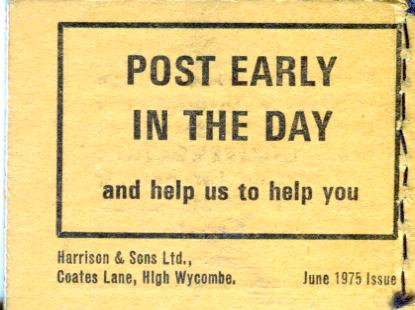 POST EARLY
IN THE DAY
and help us to help you
Harrison & Sons Ltd.,
Coates Lane, High Wycombe.
June 1975 Issue